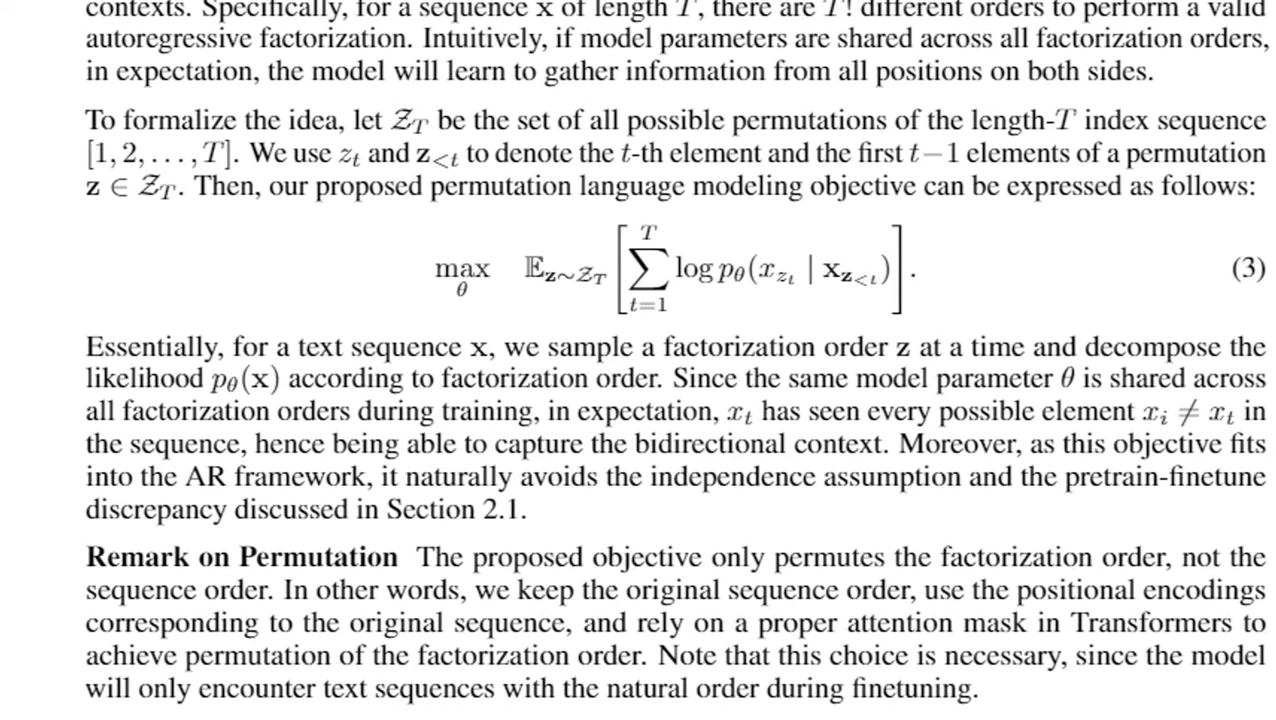 contexts. Specifically, for a sequence x of length T, there are T! different orders to perform a valid
autoregressive factorization. Intuitively, if model parameters are shared across all factorization orders,
in expectation, the model will learn to gather information from all positions on both sides.
To formalize the idea, let 𝒵_T be the set of all possible permutations of the length-T index sequence
[1, 2, . . . , T]. We use z_t and z_{<t} to denote the t-th element and the first t−1 elements of a permutation
z ∈ 𝒵_T. Then, our proposed permutation language modeling objective can be expressed as follows:
max_θ 𝔼_{z∼𝒵_T} [ ∑_{t=1}^{T} log p_θ(x_{z_t} | x_{z_{<t}}) ] . (3)
Essentially, for a text sequence x, we sample a factorization order z at a time and decompose the
likelihood p_θ(x) according to factorization order. Since the same model parameter θ is shared across
all factorization orders during training, in expectation, x_t has seen every possible element x_i ≠ x_t in
the sequence, hence being able to capture the bidirectional context. Moreover, as this objective fits
into the AR framework, it naturally avoids the independence assumption and the pretrain-finetune
discrepancy discussed in Section 2.1.
Remark on Permutation The proposed objective only permutes the factorization order, not the
sequence order. In other words, we keep the original sequence order, use the positional encodings
corresponding to the original sequence, and rely on a proper attention mask in Transformers to
achieve permutation of the factorization order. Note that this choice is necessary, since the model
will only encounter text sequences with the natural order during finetuning.